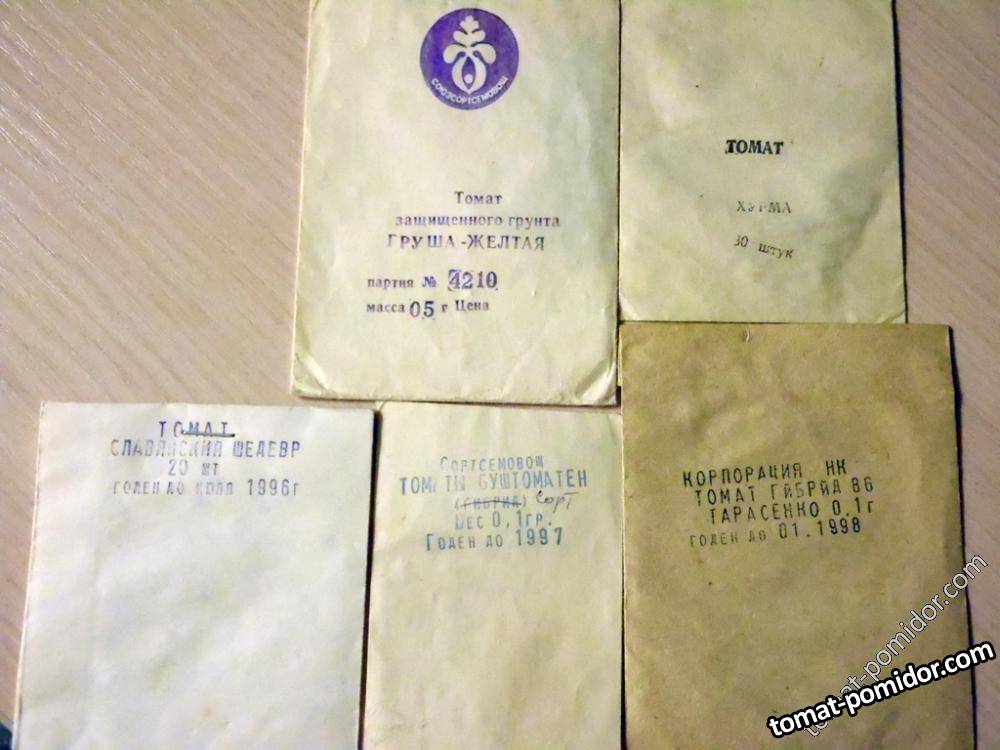 СОЮЗСОРТСЕМОВОЩ
Томат
защищенного грунта
ГРУША-ЖЕЛТАЯ
партия № 4210
масса 05 г Цена
ТОМАТ
ХУРМА
30 штук
ТОМАТ
СЛАВЯНСКИЙ ШЕДЕВР
20 шт
ГОДЕН ДО ИЮЛЯ 1996г
СОРТСЕМОВОЩ
ТОМАТЫ БУШТОМАТЕН
(ГИБРИД) Сорт
ВЕС 0,1ГР.
ГОДЕН ДО 1997
КОРПОРАЦИЯ НК
ТОМАТ ГИБРИД 86
ТАРАСЕНКО 0,1г
ГОДЕН ДО 01.1998
tomat-pomidor.com
tomat-pomidor.com